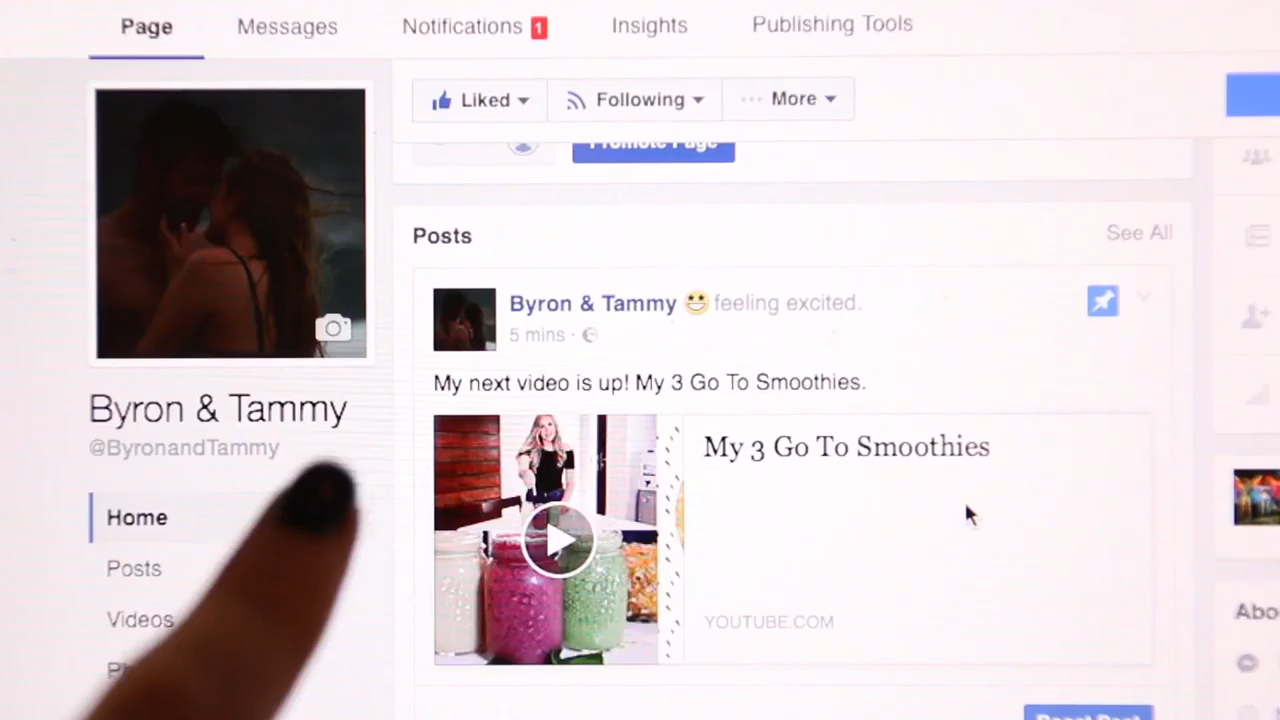 Page
Messages
Notifications 1
Insights
Publishing Tools
Liked
Following
More
Promote Page
Posts
See All
Byron & Tammy feeling excited.
5 mins
My next video is up! My 3 Go To Smoothies.
My 3 Go To Smoothies
YOUTUBE.COM
Byron & Tammy
@ByronandTammy
Home
Posts
Videos